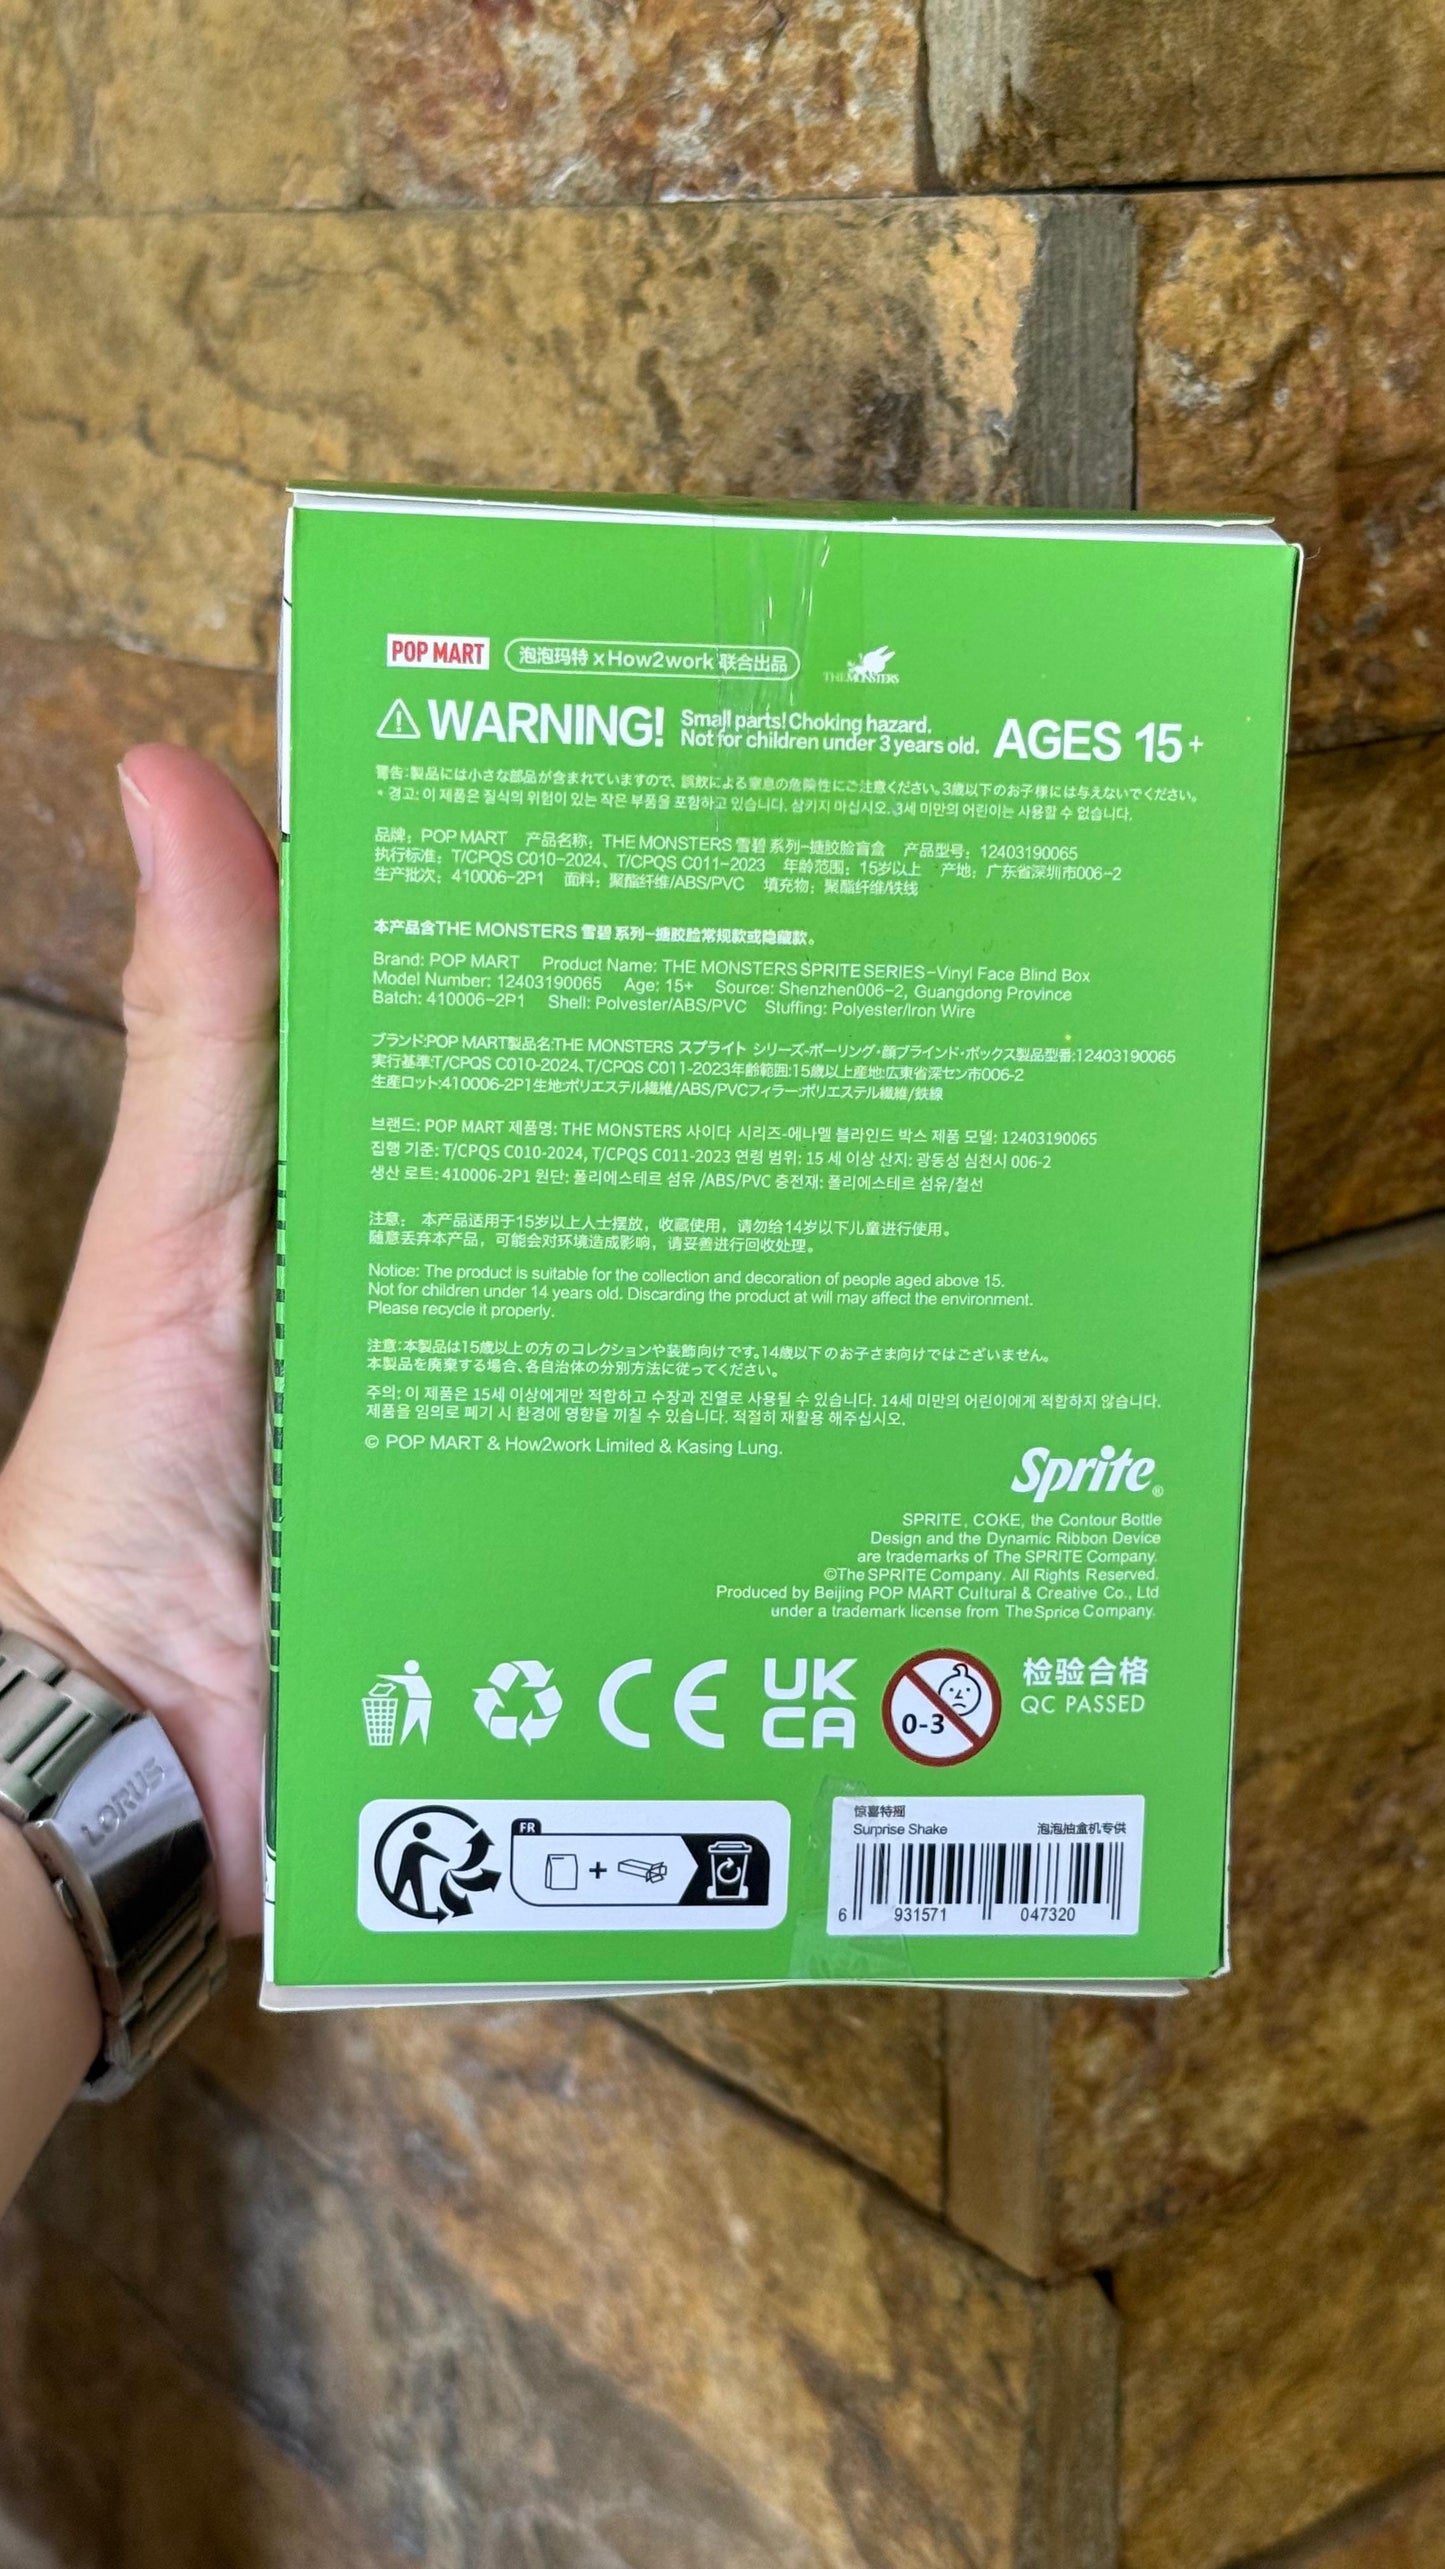 POP MART 泡泡玛特 x How2work 联合出品 THE MONSTERS
WARNING! Small parts! Choking hazard.
Not for children under 3 years old. AGES 15+
警告:製品には小さな部品が含まれていますので、誤飲による窒息の危険性にご注意ください。3歳以下のお子様には与えないでください。
* 경고: 이 제품은 질식의 위험이 있는 작은 부품을 포함하고 있습니다. 삼키지 마십시오. 3세 미만의 어린이는 사용할 수 없습니다.
品牌：POP MART 产品名称：THE MONSTERS 雪碧 系列-搪胶脸盲盒 产品型号：12403190065
执行标准：T/CPQS C010-2024、T/CPQS C011-2023 年龄范围：15岁以上 产地：广东省深圳市006-2
生产批次：410006-2P1 面料：聚酯纤维/ABS/PVC 填充物：聚酯纤维/铁线
本产品含THE MONSTERS 雪碧 系列-搪胶脸常规款或隐藏款。
Brand: POP MART Product Name: THE MONSTERS SPRITE SERIES-Vinyl Face Blind Box
Model Number: 12403190065 Age: 15+ Source: Shenzhen006-2, Guangdong Province
Batch: 410006-2P1 Shell: Polvester/ABS/PVC Stuffing: Polyester/Iron Wire
ブランド:POP MART製品名:THE MONSTERS スプライト シリーズ-ポーリング・顔ブラインド・ボックス製品型番:12403190065
実行基準:T/CPQS C010-2024、T/CPQS C011-2023年齢範囲:15歳以上産地:広東省深セン市006-2
生産ロット:410006-2P1生地:ポリエステル繊維/ABS/PVCフィラー:ポリエステル繊維/鉄線
브랜드: POP MART 제품명: THE MONSTERS 사이다 시리즈-에나멜 블라인드 박스 제품 모델: 12403190065
집행 기준: T/CPQS C010-2024, T/CPQS C011-2023 연령 범위: 15 세 이상 산지: 광동성 심천시 006-2
생산 로트: 410006-2P1 원단: 폴리에스테르 섬유 /ABS/PVC 충전재: 폴리에스테르 섬유/철선
注意： 本产品适用于15岁以上人士摆放，收藏使用，请勿给14岁以下儿童进行使用。
随意丢弃本产品，可能会对环境造成影响，请妥善进行回收处理。
Notice: The product is suitable for the collection and decoration of people aged above 15.
Not for children under 14 years old. Discarding the product at will may affect the environment.
Please recycle it properly.
注意:本製品は15歳以上の方のコレクションや装飾向けです。14歳以下のお子さま向けではございません。
本製品を廃棄する場合、各自治体の分別方法に従ってください。
주의: 이 제품은 15세 이상에게만 적합하고 수장과 진열로 사용될 수 있습니다. 14세 미만의 어린이에게 적합하지 않습니다.
제품을 임의로 폐기 시 환경에 영향을 끼칠 수 있습니다. 적절히 재활용 해주십시오.
© POP MART & How2work Limited & Kasing Lung.
Sprite®
SPRITE, COKE, the Contour Bottle
Design and the Dynamic Ribbon Device
are trademarks of The SPRITE Company.
©The SPRITE Company. All Rights Reserved.
Produced by Beijing POP MART Cultural & Creative Co., Ltd
under a trademark license from The Sprice Company.
CE UK CA 0-3 检验合格
QC PASSED
FR
惊喜特摇
Surprise Shake 泡泡抽盒机专供
6 931571 047320
LORUS